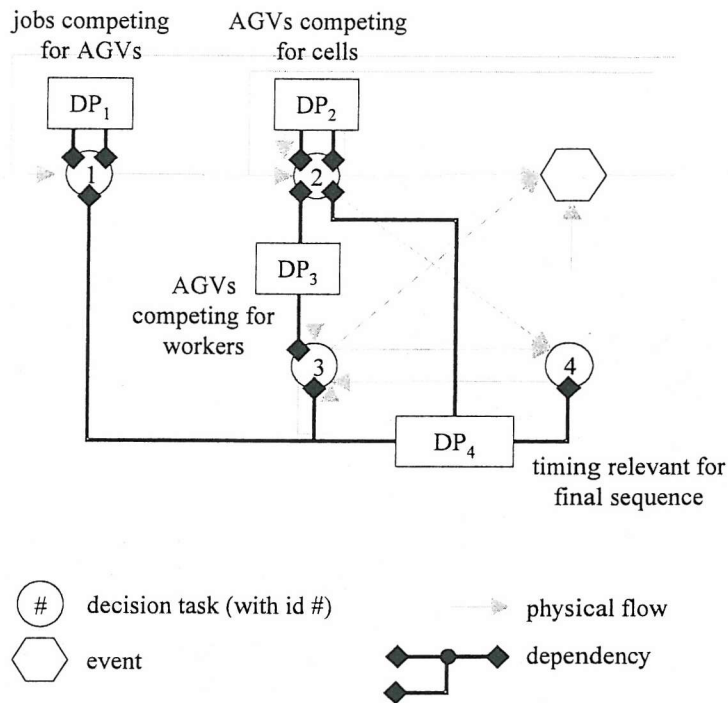 jobs competing
for AGVs
AGVs competing
for cells
DP1
DP2
1
2
DP3
AGVs
competing for
workers
3
4
DP4
timing relevant for
final sequence
# decision task (with id #)
physical flow
event
dependency